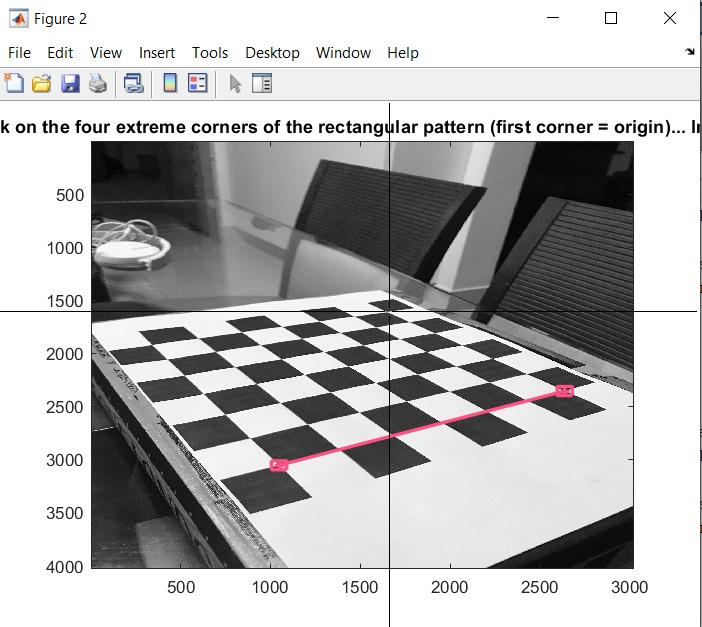 Figure 2
File Edit View Insert Tools Desktop Window Help
k on the four extreme corners of the rectangular pattern (first corner = origin)... Ir
500
1000
1500
2000
2500
3000
3500
4000
500 1000 1500 2000 2500 3000